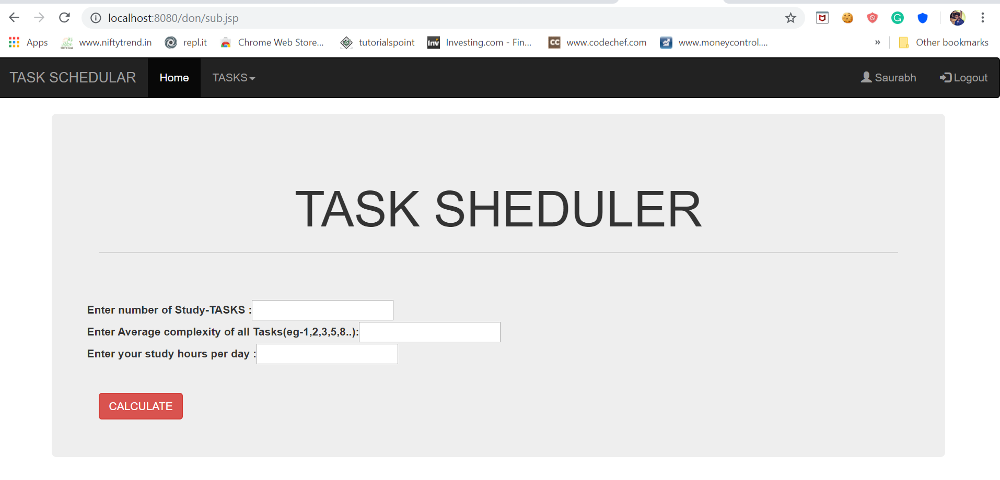 localhost:8080/don/sub.jsp
Apps www.niftytrend.in repl.it Chrome Web Store... tutorialspoint Inv Investing.com - Fin... CC www.codechef.com www.moneycontrol.... » Other bookmarks
TASK SCHEDULAR Home TASKS Saurabh Logout
TASK SHEDULER
Enter number of Study-TASKS :
Enter Average complexity of all Tasks(eg-1,2,3,5,8..):
Enter your study hours per day :
CALCULATE